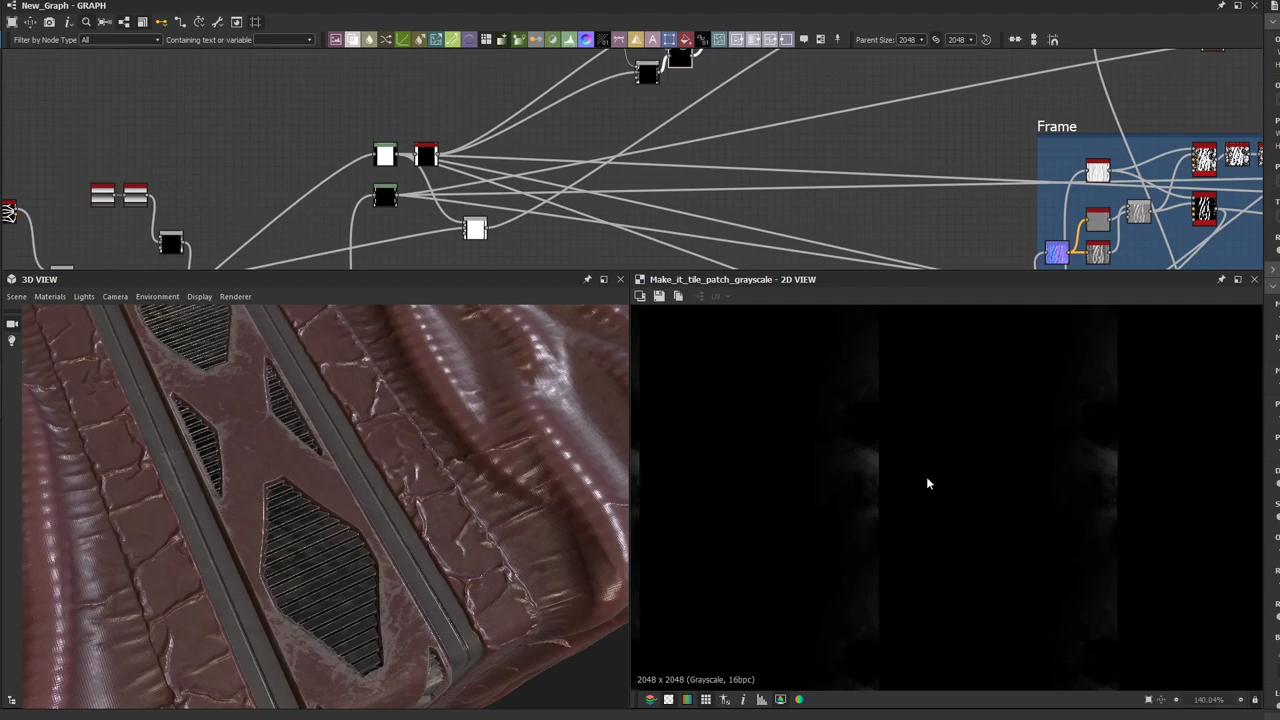 New_Graph - GRAPH
Filter by Node Type All Containing text or variable Parent Size: 2048 2048
Frame
3D VIEW
Scene Materials Lights Camera Environment Display Renderer
Make_it_tile_patch_grayscale - 2D VIEW
UV
2048 x 2048 (Grayscale, 16bpc)
140.04%